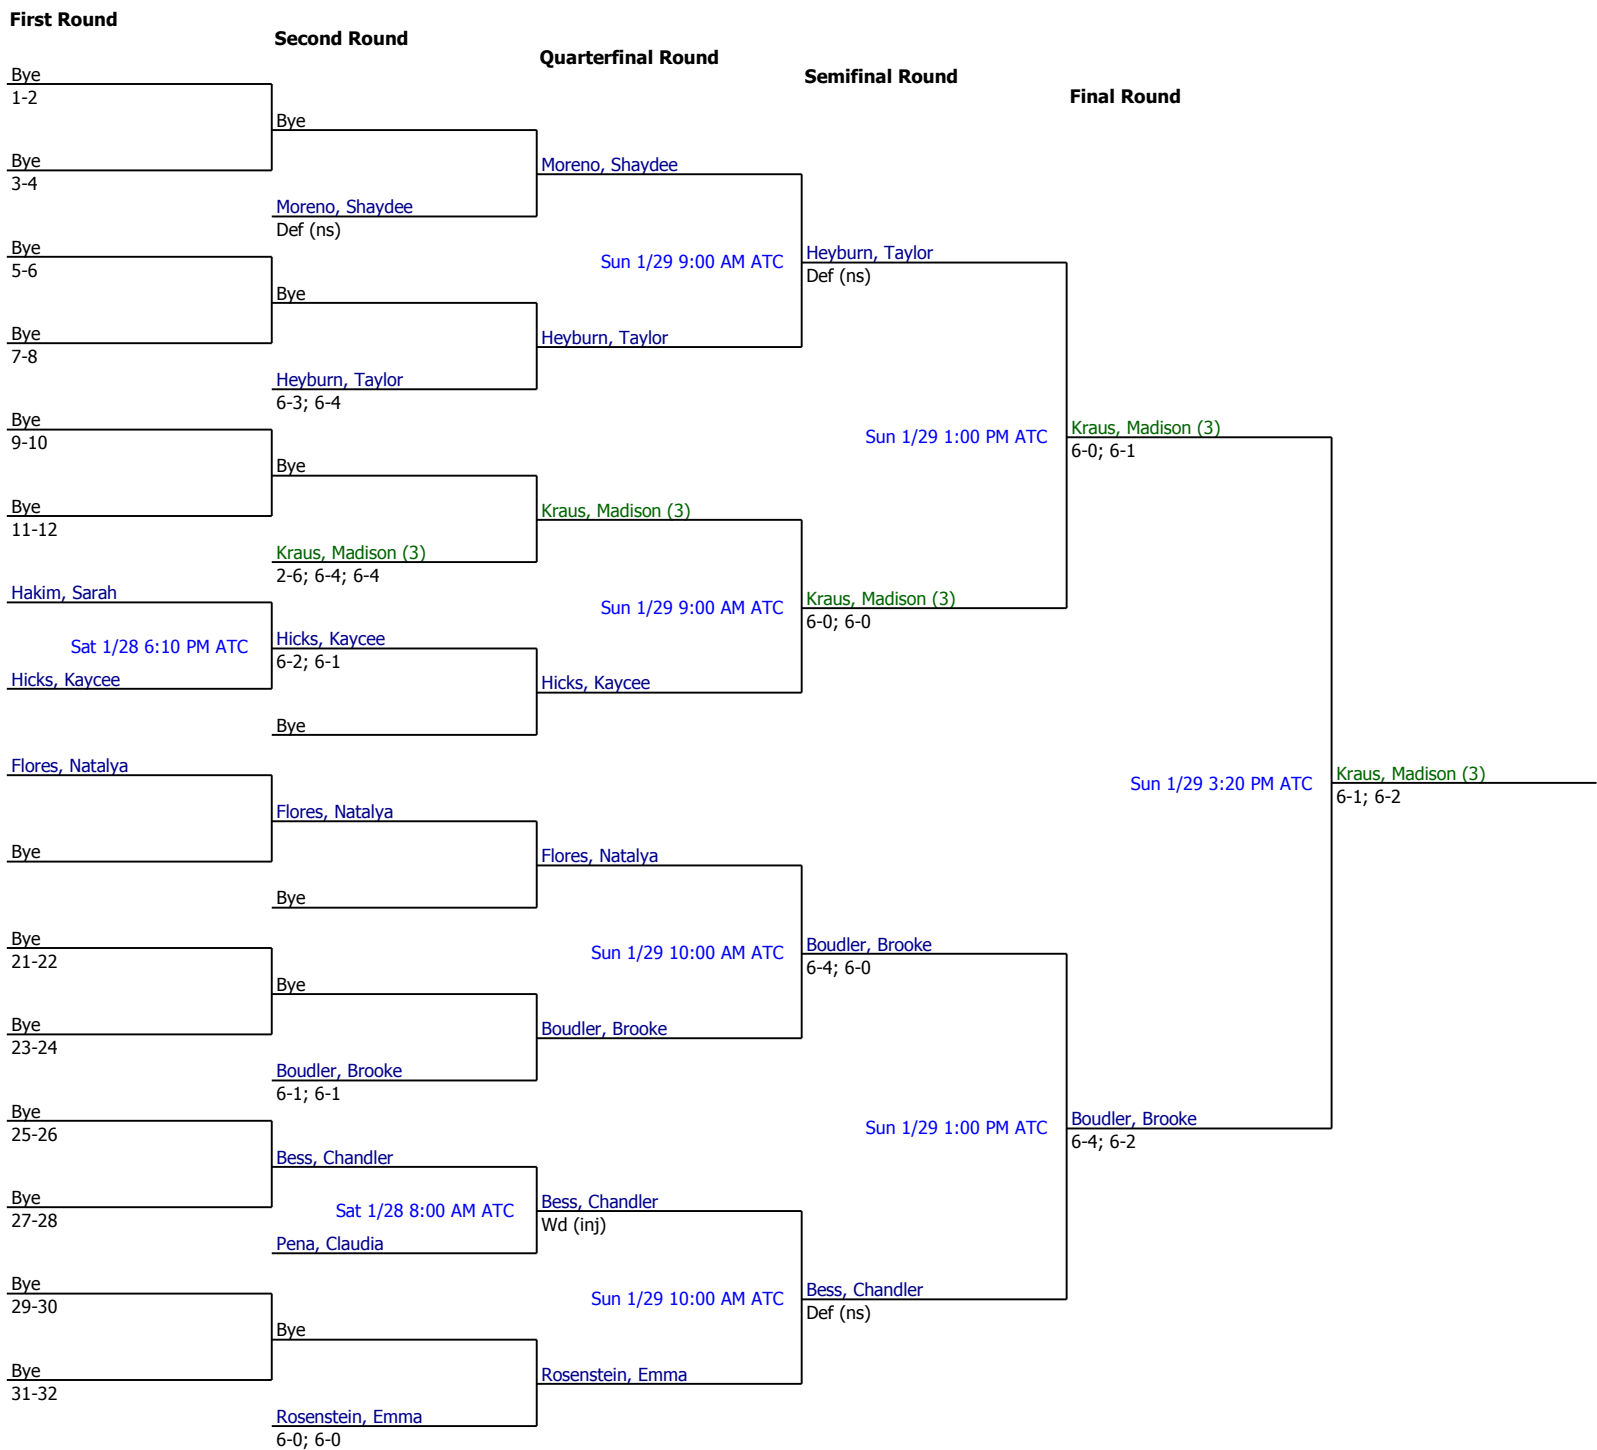 First Round
Second Round
Quarterfinal Round
Semifinal Round
Final Round
Bye
1-2
Bye
Bye
3-4
Moreno, Shaydee
Moreno, Shaydee
Def (ns)
Bye
5-6
Sun 1/29 9:00 AM ATC
Heyburn, Taylor
Def (ns)
Bye
Bye
7-8
Heyburn, Taylor
Heyburn, Taylor
6-3; 6-4
Bye
9-10
Sun 1/29 1:00 PM ATC
Kraus, Madison (3)
6-0; 6-1
Bye
Bye
11-12
Kraus, Madison (3)
Kraus, Madison (3)
2-6; 6-4; 6-4
Hakim, Sarah
Sun 1/29 9:00 AM ATC
Kraus, Madison (3)
6-0; 6-0
Sat 1/28 6:10 PM ATC
Hicks, Kaycee
6-2; 6-1
Hicks, Kaycee
Hicks, Kaycee
Bye
Flores, Natalya
Sun 1/29 3:20 PM ATC
Kraus, Madison (3)
6-1; 6-2
Flores, Natalya
Bye
Flores, Natalya
Bye
Bye
21-22
Sun 1/29 10:00 AM ATC
Boudler, Brooke
6-4; 6-0
Bye
Bye
23-24
Boudler, Brooke
Boudler, Brooke
6-1; 6-1
Bye
25-26
Sun 1/29 1:00 PM ATC
Boudler, Brooke
6-4; 6-2
Bess, Chandler
Bye
27-28
Sat 1/28 8:00 AM ATC
Bess, Chandler
Wd (inj)
Pena, Claudia
Bye
29-30
Sun 1/29 10:00 AM ATC
Bess, Chandler
Def (ns)
Bye
Bye
31-32
Rosenstein, Emma
Rosenstein, Emma
6-0; 6-0